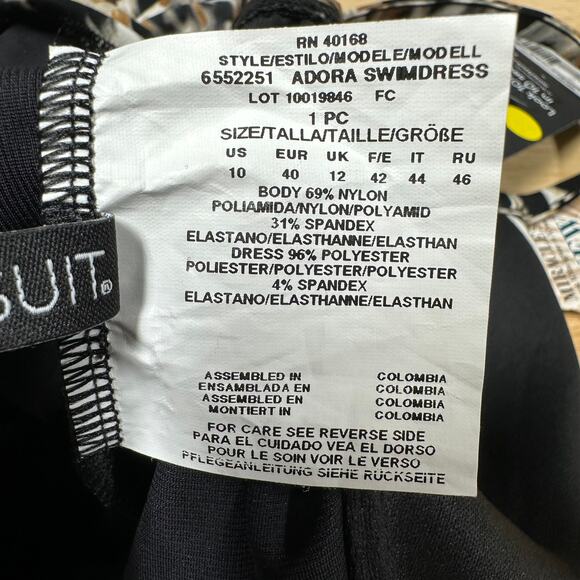 RN 40168
STYLE/ESTILO/MODELE/MODELL
6552251 ADORA SWIMDRESS
LOT 10019846 FC
1 PC
SIZE/TALLA/TAILLE/GRÖßE
US EUR UK F/E IT RU
10 40 12 42 44 46
BODY 69% NYLON
POLIAMIDA/NYLON/POLYAMID
31% SPANDEX
ELASTANO/ELASTHANNE/ELASTHAN
DRESS 96% POLYESTER
POLIESTER/POLYESTER/POLYESTER
4% SPANDEX
ELASTANO/ELASTHANNE/ELASTHAN
ASSEMBLED IN COLOMBIA
ENSAMBLADA EN COLOMBIA
ASSEMBLED EN COLOMBIA
MONTIERT IN COLOMBIA
FOR CARE SEE REVERSE SIDE
PARA EL CUIDADO VEA EL DORSO
POUR LE SOIN VOIR LE VERSO
PFLEGEANLEITUNG SIEHE RÜCKSEITE
SUIT®